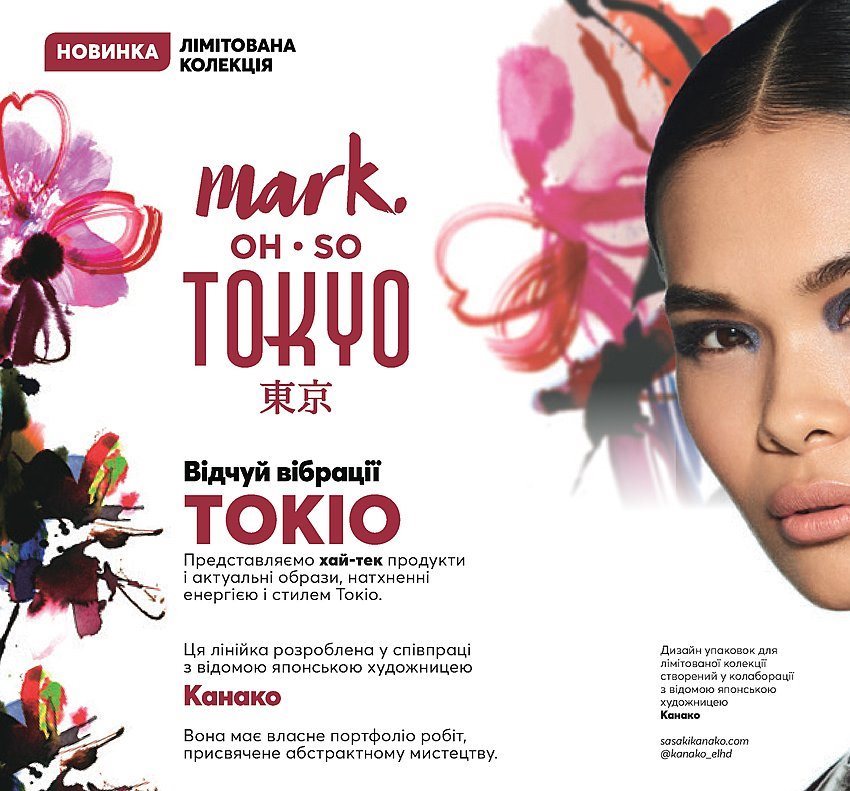 НОВИНКА
ЛІМІТОВАНА
КОЛЕКЦІЯ
mark.
OH • SO
TOKYO
東京
Відчуй вібрації
ТОКІО
Представляємо хай-тек продукти
і актуальні образи, натхненні
енергією і стилем Токіо.
Ця лінійка розроблена у співпраці
з відомою японською художницею
Канако
Вона має власне портфоліо робіт,
присвячене абстрактному мистецтву.
Дизайн упаковок для
лімітованої колекції
створений у колаборації
з відомою японською
художницею
Канако
sasakikanako.com
@kanako_elhd